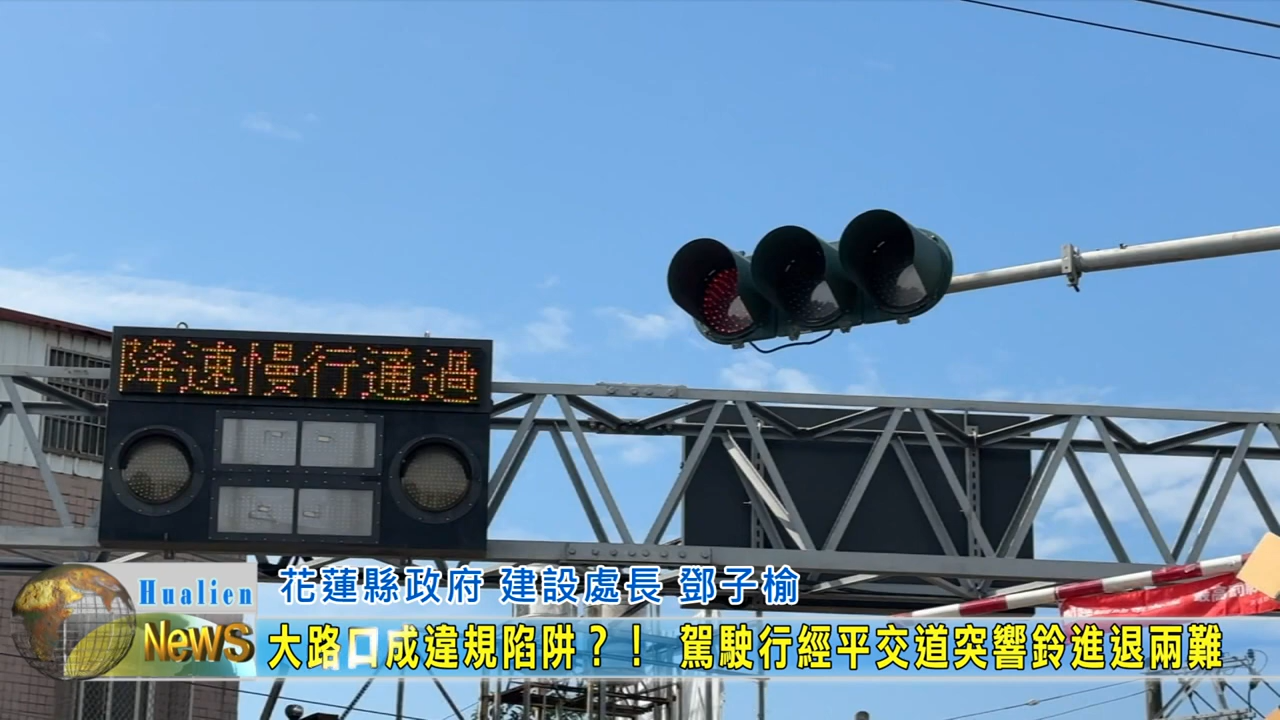 降速慢行通過
Hualien
News
花蓮縣政府 建設處長 鄧子榆
大路口成違規陷阱？！ 駕駛行經平交道突響鈴進退兩難